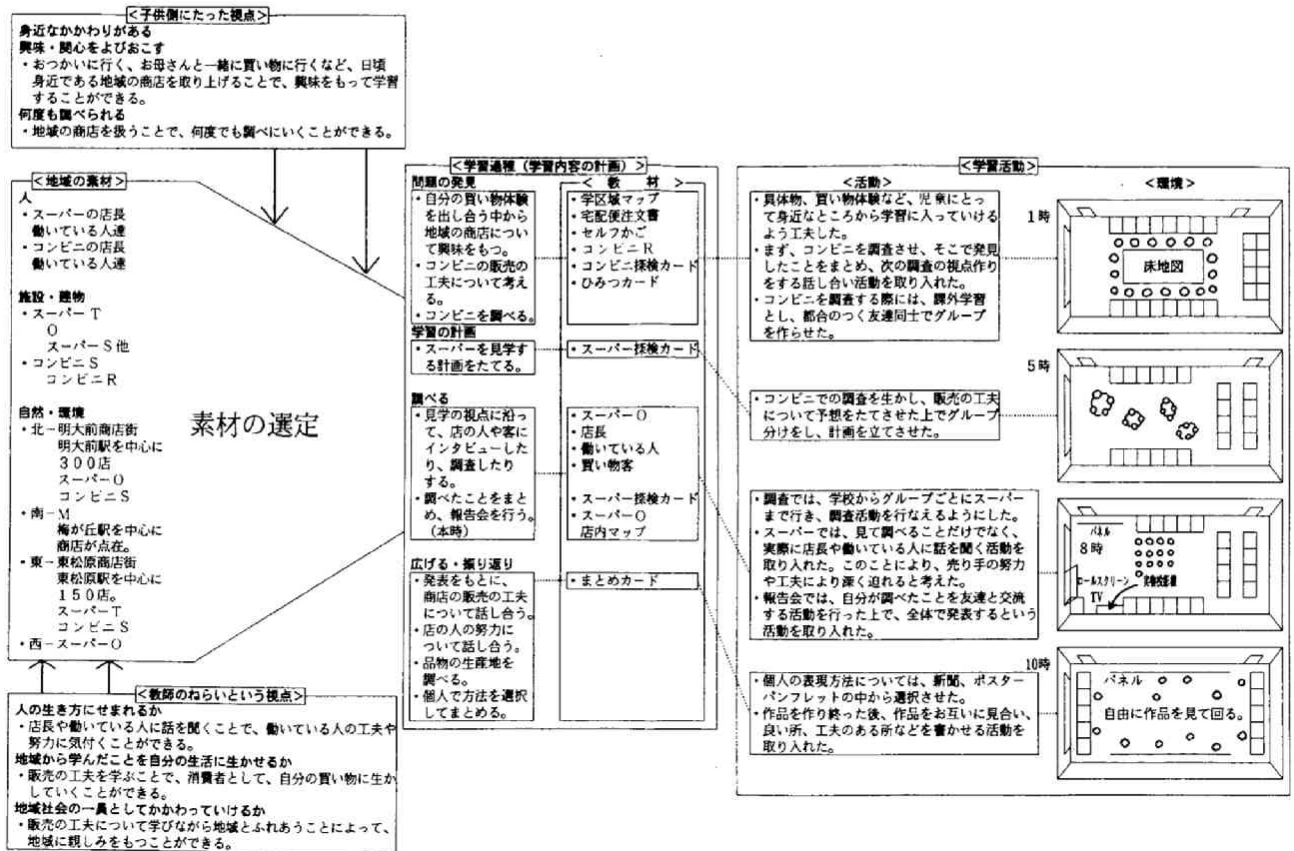 <子供側にたった視点>
身近なかかわりがある
興味・関心をよびおこす
・おつかいに行く、お母さんと一緒に買い物に行くなど、日頃
身近である地域の商店を取り上げることで、興味をもって学習
することができる。
何度も調べられる
・地域の商店を扱うことで、何度でも調べにいくことができる。
<地域の素材>
人
・スーパーの店長
働いている人達
・コンビニの店長
働いている人達
施設・建物
・スーパーT
O
スーパーS他
・コンビニS
コンビニR
自然・環境
・北-明大前商店街
明大前駅を中心に
300店
スーパーO
コンビニS
・南-M
梅が丘駅を中心に
商店が点在。
・東-東松原商店街
東松原駅を中心に
150店。
スーパーT
コンビニS
・西-スーパーO
素材の選定
<教師のねらいという視点>
人の生き方にせまれるか
・店長や働いている人に話を聞くことで、働いている人の工夫や
努力に気付くことができる。
地域から学んだことを自分の生活に生かせるか
・販売の工夫を学ぶことで、消費者として、自分の買い物に生か
していくことができる。
地域社会の一員としてかかわっていけるか
・販売の工夫について学びながら地域とふれあうことによって、
地域に親しみをもつことができる。
<学習過程(学習内容の計画)>
問題の発見
・自分の買い物体験
を出し合う中から
地域の商店につい
て興味をもつ。
・コンビニの販売の
工夫について考え
る。
・コンビニを調べる。
学習の計画
・スーパーを見学す
る計画をたてる。
調べる
・見学の視点に沿っ
て、店の人や客に
インタビューした
り、調査したり
する。
・調べたことをまと
め、報告会を行う。
(本時)
広げる・振り返り
・発表をもとに、
商店の販売の工夫
について話し合う。
・店の人の努力に
ついて話し合う。
・品物の生産地を
調べる。
・個人で方法を選択
してまとめる。
<教材>
・学区域マップ
・宅配便注文書
・セルフかご
・コンビニR
・コンビニ探検カード
・ひみつカード
・スーパー探検カード
・スーパーO
・店長
・働いている人
・買い物客
・スーパー探検カード
・スーパーO
店内マップ
・まとめカード
<学習活動>
<活動>
・具体物、買い物体験など、児童にとっ
て身近なところから学習に入っていける
よう工夫した。
・まず、コンビニを調査させ、そこで発見
したことをまとめ、次の調査の視点作り
をする話し合い活動を取り入れた。
・コンビニを調査する際には、課外学習
とし、都合のつく友達同士でグループ
を作らせた。
・コンビニでの調査を生かし、販売の工夫
について予想をたてさせた上でグループ
分けをし、計画を立てさせた。
・調査では、学校からグループごとにスーパー
まで行き、調査活動を行なえるようにした。
・スーパーでは、見て調べることだけでなく、
実際に店長や働いている人に話を聞く活動を
取り入れた。このことにより、売り手の努力
や工夫により深く迫れると考えた。
・報告会では、自分が調べたことを友達と交流
する活動を行った上で、全体で発表するという
活動を取り入れた。
・個人の表現方法については、新聞、ポスター
パンフレットの中から選択させた。
・作品を作り終った後、作品をお互いに見合い、
良い所、工夫のある所などを書かせる活動を
取り入れた。
<環境>
1時
床地図
5時
パネル
8時
ロールスクリーン
TV
10時
パネル
自由に作品を見て回る。